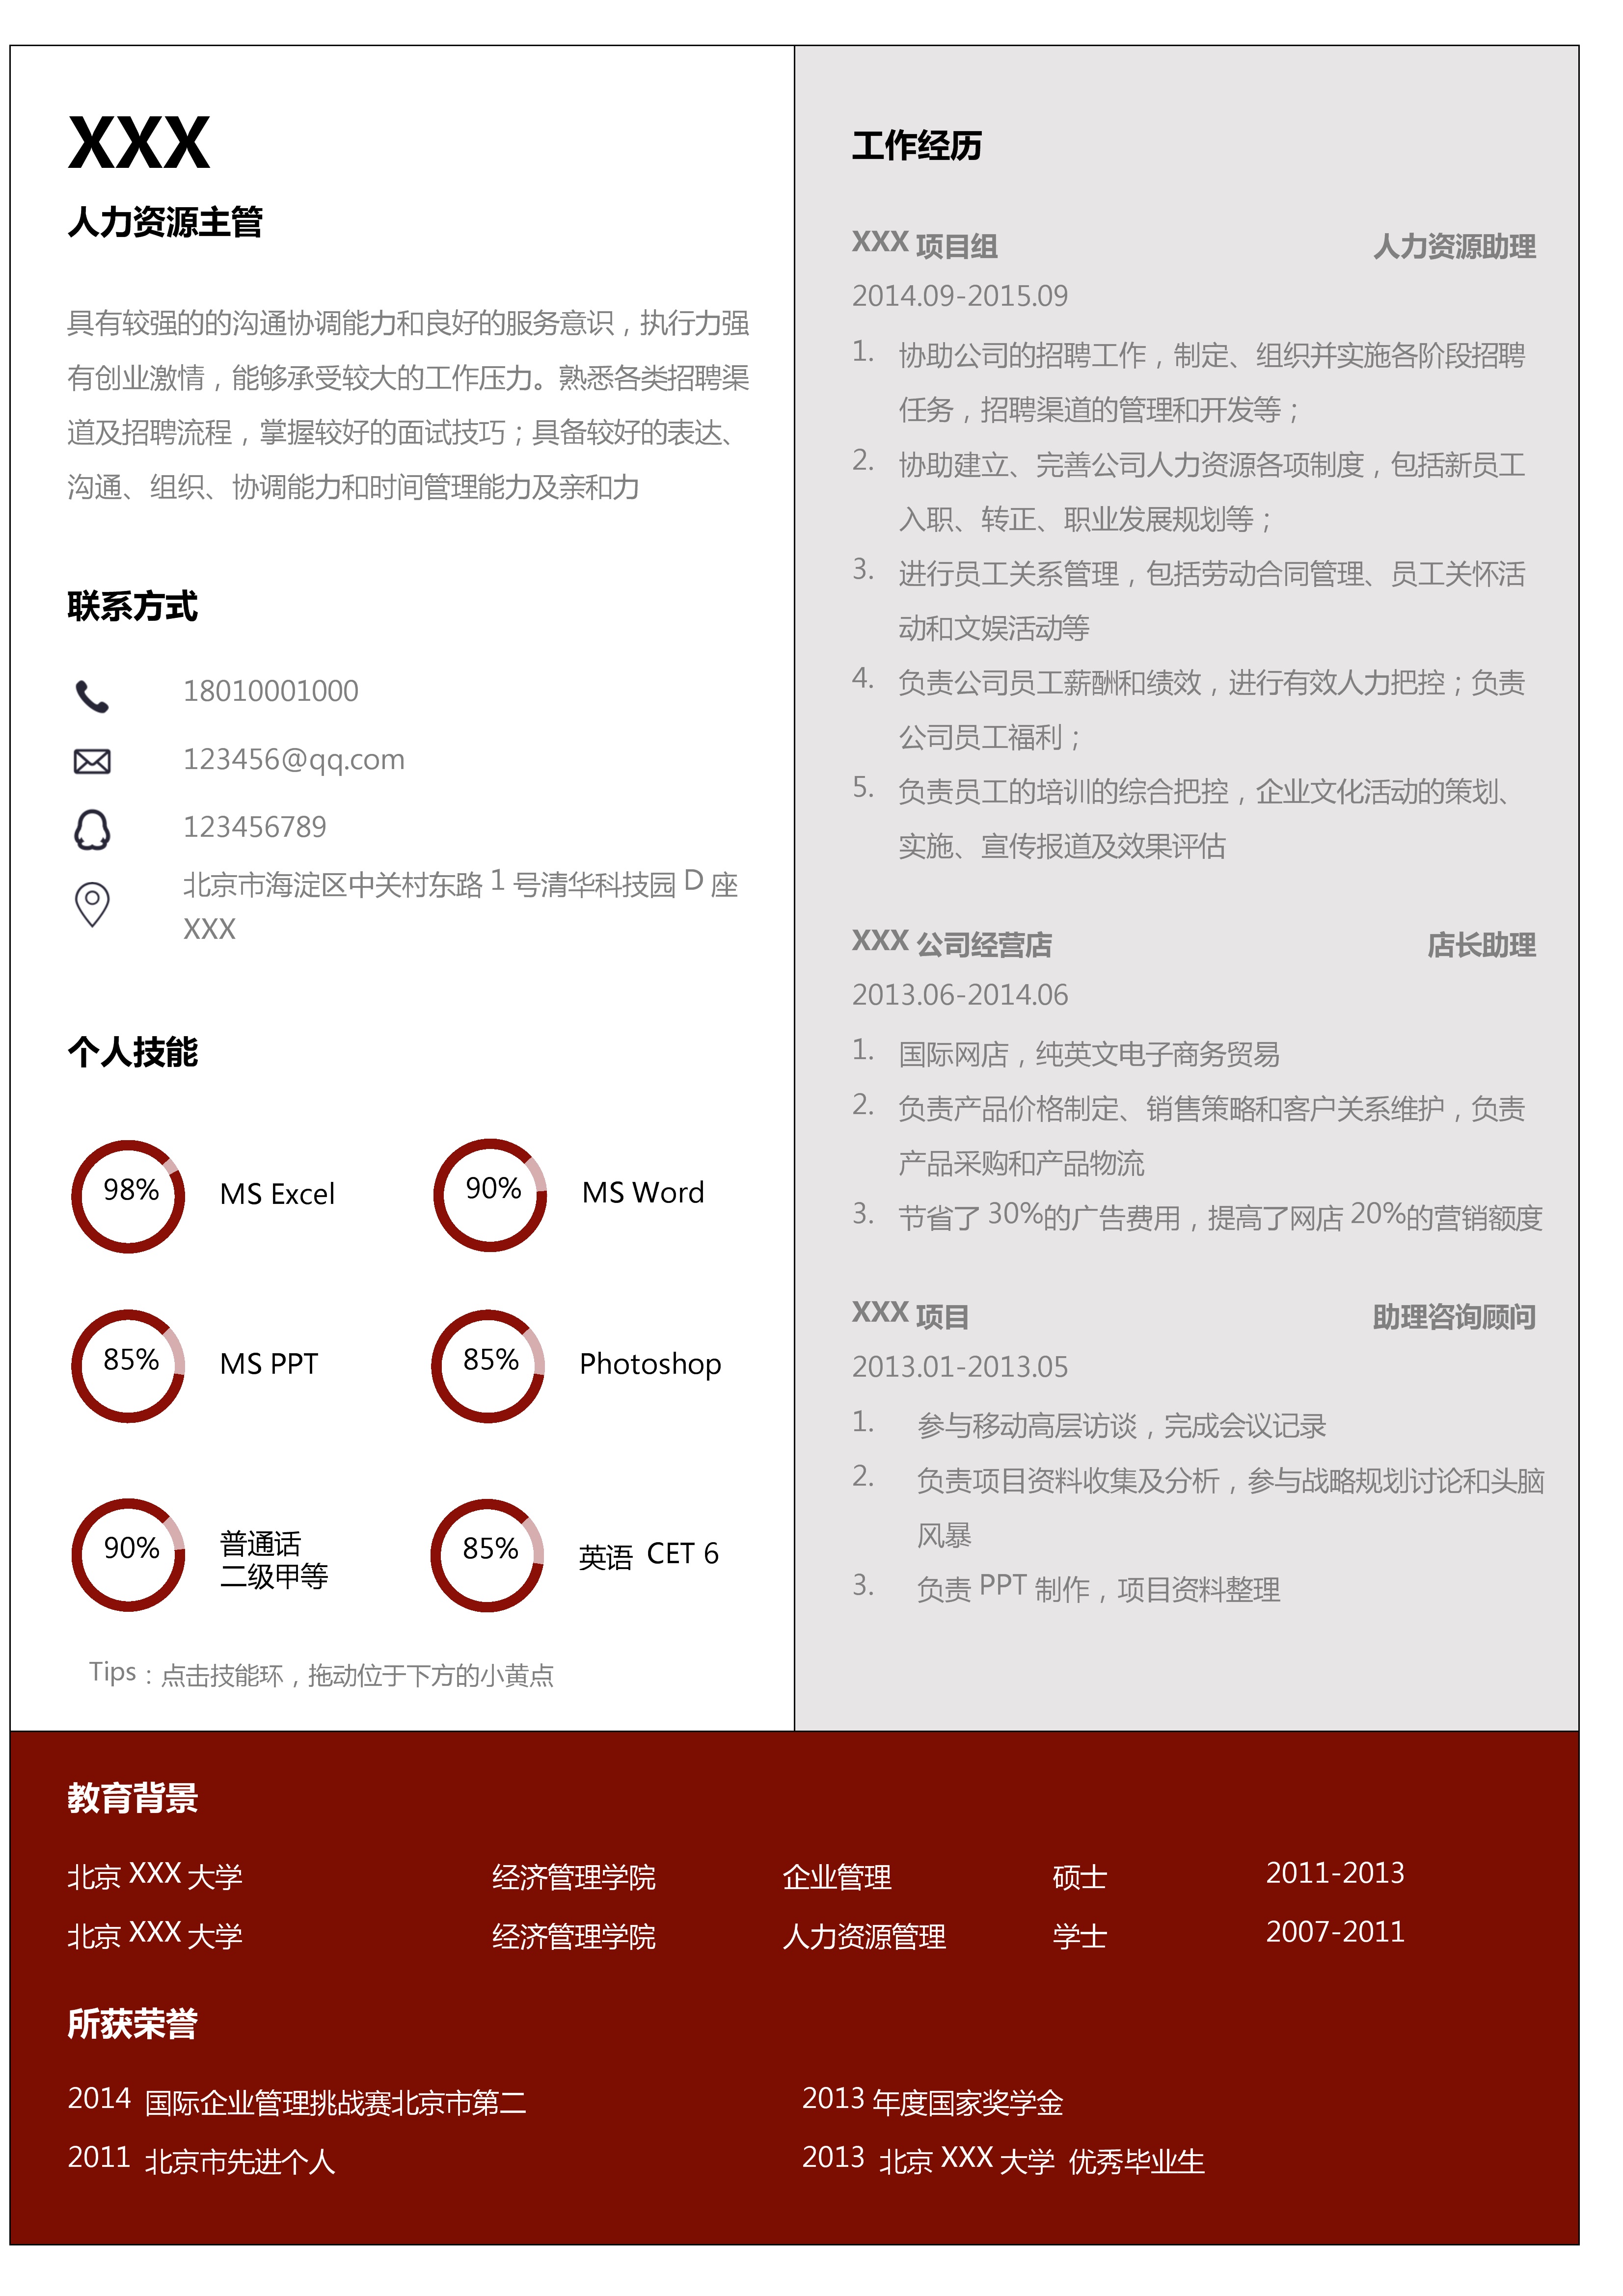 XXX
人力资源主管
具有较强的的沟通协调能力和良好的服务意识，执行力强
有创业激情，能够承受较大的工作压力。熟悉各类招聘渠
道及招聘流程，掌握较好的面试技巧；具备较好的表达、
沟通、组织、协调能力和时间管理能力及亲和力
联系方式
18010001000
123456@qq.com
123456789
北京市海淀区中关村东路 1 号清华科技园 D 座
XXX
个人技能
98% MS Excel
90% MS Word
85% MS PPT
85% Photoshop
90% 普通话
二级甲等
85% 英语 CET 6
Tips：点击技能环，拖动位于下方的小黄点
工作经历
XXX 项目组 人力资源助理
2014.09-2015.09
1. 协助公司的招聘工作，制定、组织并实施各阶段招聘
任务，招聘渠道的管理和开发等；
2. 协助建立、完善公司人力资源各项制度，包括新员工
入职、转正、职业发展规划等；
3. 进行员工关系管理，包括劳动合同管理、员工关怀活
动和文娱活动等
4. 负责公司员工薪酬和绩效，进行有效人力把控；负责
公司员工福利；
5. 负责员工的培训的综合把控，企业文化活动的策划、
实施、宣传报道及效果评估
XXX 公司经营店 店长助理
2013.06-2014.06
1. 国际网店，纯英文电子商务贸易
2. 负责产品价格制定、销售策略和客户关系维护，负责
产品采购和产品物流
3. 节省了 30%的广告费用，提高了网店 20%的营销额度
XXX 项目 助理咨询顾问
2013.01-2013.05
1. 参与移动高层访谈，完成会议记录
2. 负责项目资料收集及分析，参与战略规划讨论和头脑
风暴
3. 负责 PPT 制作，项目资料整理
教育背景
北京 XXX 大学 经济管理学院 企业管理 硕士 2011-2013
北京 XXX 大学 经济管理学院 人力资源管理 学士 2007-2011
所获荣誉
2014 国际企业管理挑战赛北京市第二 2013 年度国家奖学金
2011 北京市先进个人 2013 北京 XXX 大学 优秀毕业生